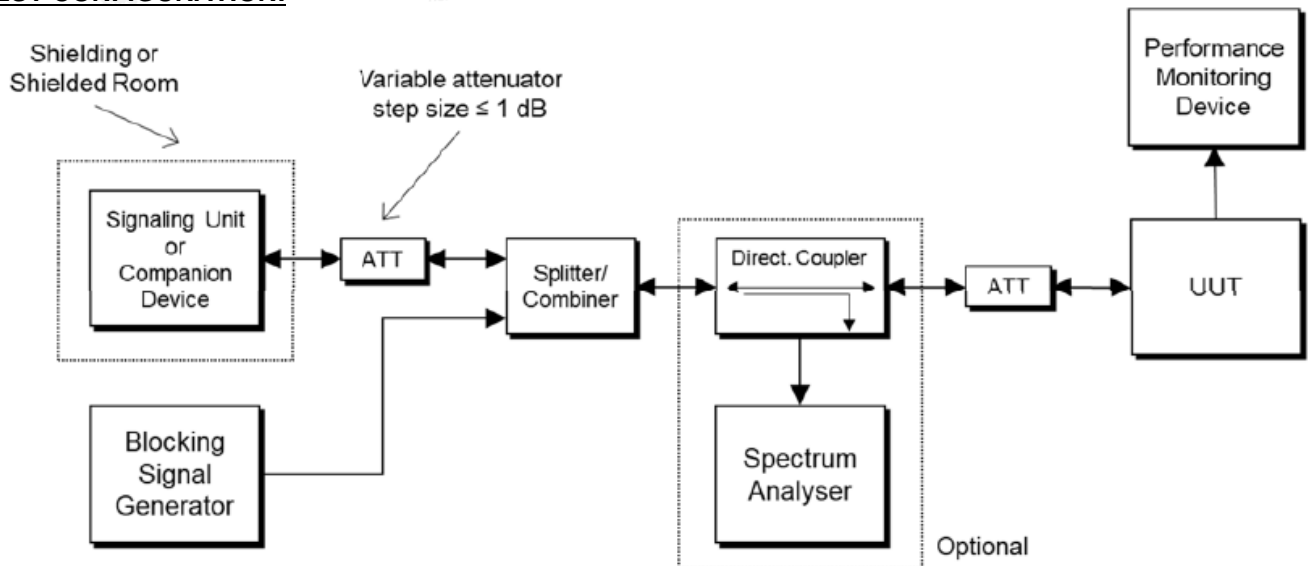 Shielding or
Shielded Room
Variable attenuator
step size ≤ 1 dB
Performance
Monitoring
Device
Signaling Unit
or
Companion
Device
ATT
Splitter/
Combiner
Direct. Coupler
ATT
UUT
Blocking
Signal
Generator
Spectrum
Analyser
Optional